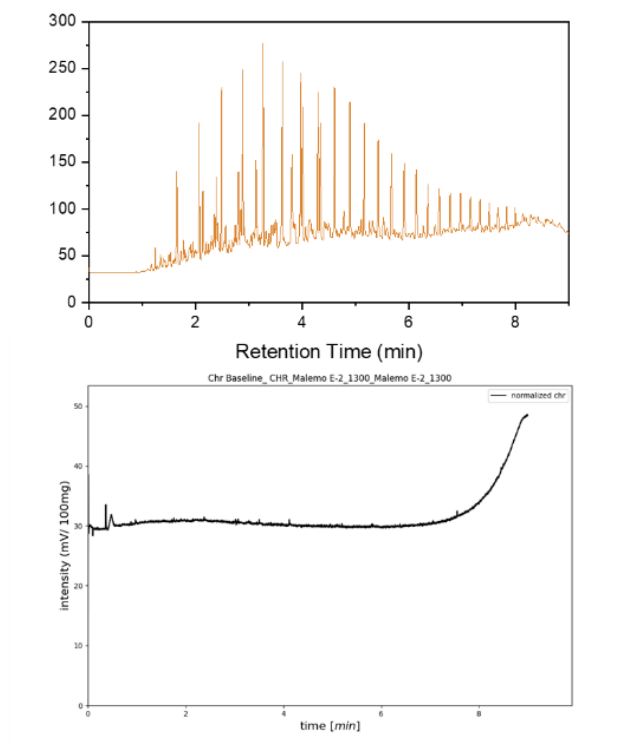 300
250
200
150
100
50
0
0 2 4 6 8
Retention Time (min)
Chr Baseline_ CHR_Malemo E-2_1300_Malemo E-2_1300
normalized chr
50
40
30
20
10
0
intensity (mV/ 100mg)
0 2 4 6 8
time [min]